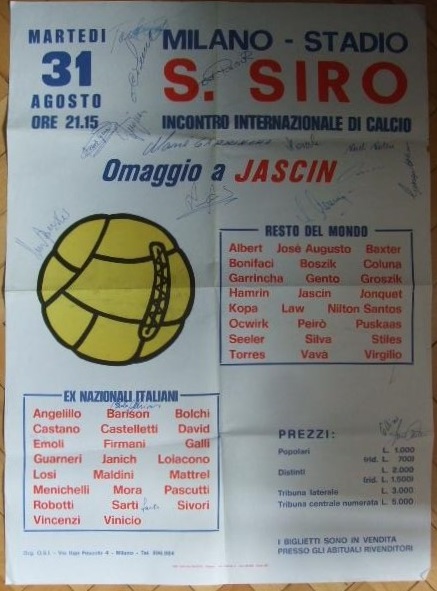 MARTEDI
31
AGOSTO
ORE 21.15
MILANO - STADIO
S. SIRO
INCONTRO INTERNAZIONALE DI CALCIO
Omaggio a JASCIN
RESTO DEL MONDO
Albert José Augusto Baxter
Bonifaci Boszik Coluna
Garrincha Gento Groszik
Hamrin Jascin Jonquet
Kopa Law Nilton Santos
Ocwirk Peirò Puskaas
Seeler Silva Stiles
Torres Vavà Virgilio
EX NAZIONALI ITALIANI
Angelillo Barison Bolchi
Castano Castelletti David
Emoli Firmani Galli
Guarneri Janich Lojacono
Losi Maldini Mattrel
Menichelli Mora Pascutti
Robotti Sarti Sivori
Vincenzi Vinicio
PREZZI:
Popolari L. 1.000
rid. L. 700
Distinti L. 2.000
rid. L. 1.500
Tribuna laterale L. 3.000
Tribuna centrale numerata L. 5.000
I BIGLIETTI SONO IN VENDITA
PRESSO GLI ABITUALI RIVENDITORI
Milano - Tel.